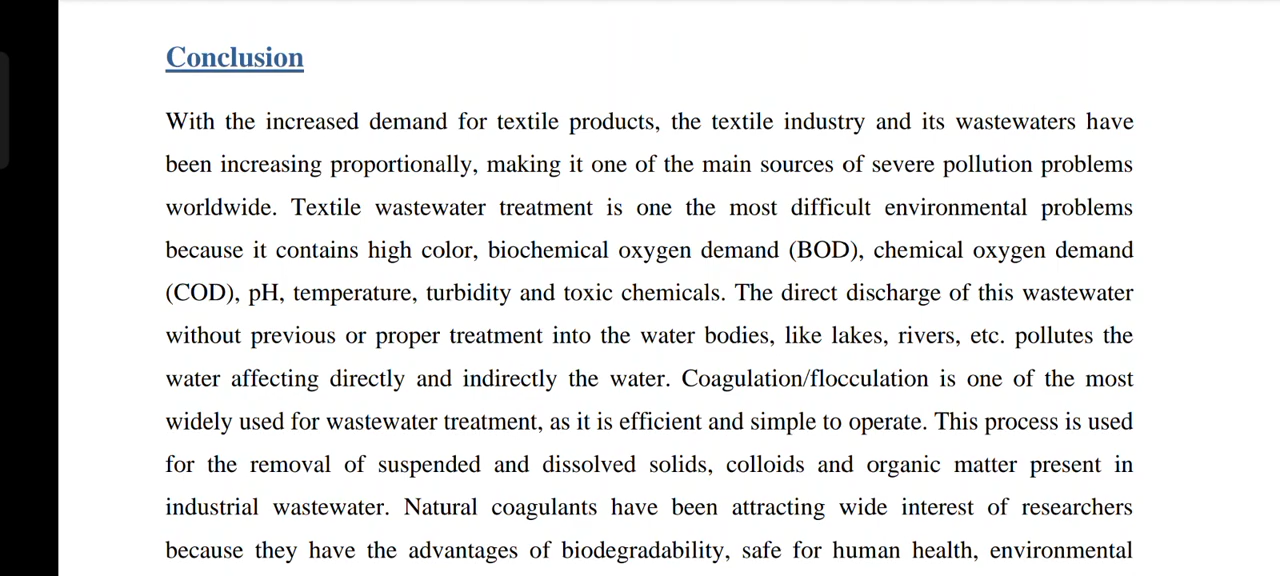 Conclusion
With the increased demand for textile products, the textile industry and its wastewaters have
been increasing proportionally, making it one of the main sources of severe pollution problems
worldwide. Textile wastewater treatment is one the most difficult environmental problems
because it contains high color, biochemical oxygen demand (BOD), chemical oxygen demand
(COD), pH, temperature, turbidity and toxic chemicals. The direct discharge of this wastewater
without previous or proper treatment into the water bodies, like lakes, rivers, etc. pollutes the
water affecting directly and indirectly the water. Coagulation/flocculation is one of the most
widely used for wastewater treatment, as it is efficient and simple to operate. This process is used
for the removal of suspended and dissolved solids, colloids and organic matter present in
industrial wastewater. Natural coagulants have been attracting wide interest of researchers
because they have the advantages of biodegradability, safe for human health, environmental